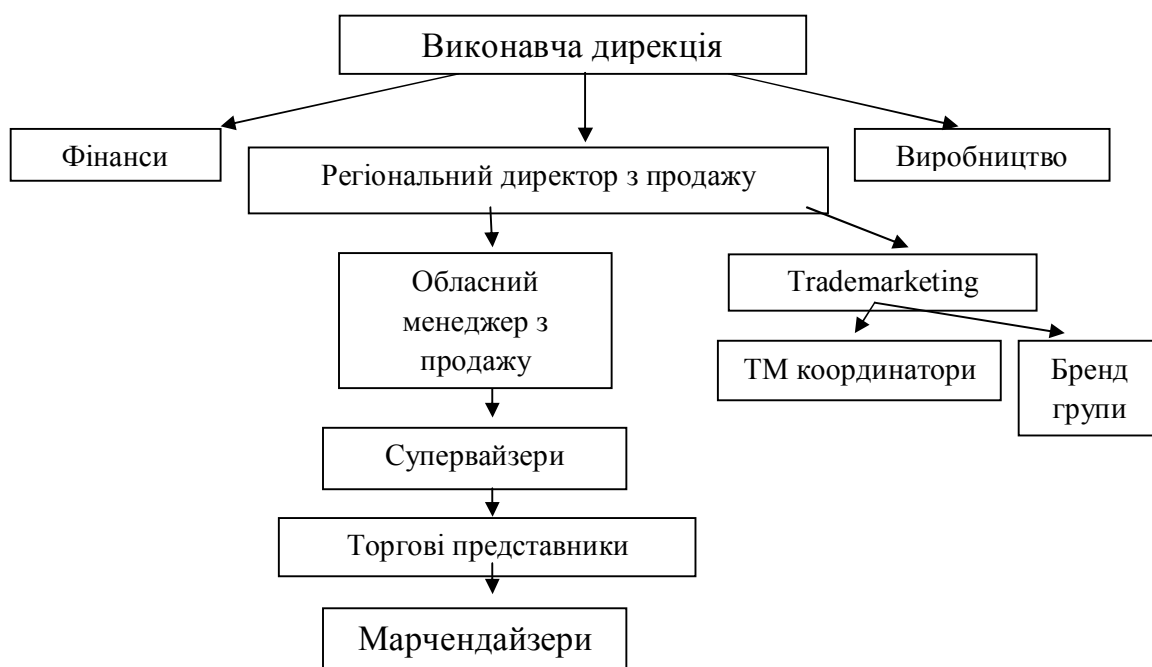 Виконавча дирекція
Фінанси
Виробництво
Регіональний директор з продажу
Обласний
менеджер з
продажу
Trademarketing
ТМ координатори
Бренд
групи
Супервайзери
Торгові представники
Марчендайзери